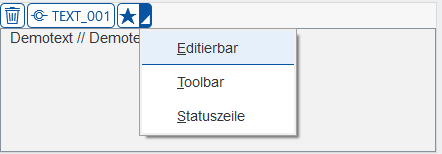 TEXT_001
Demotext // Demote
Editierbar
Toolbar
Statuszeile